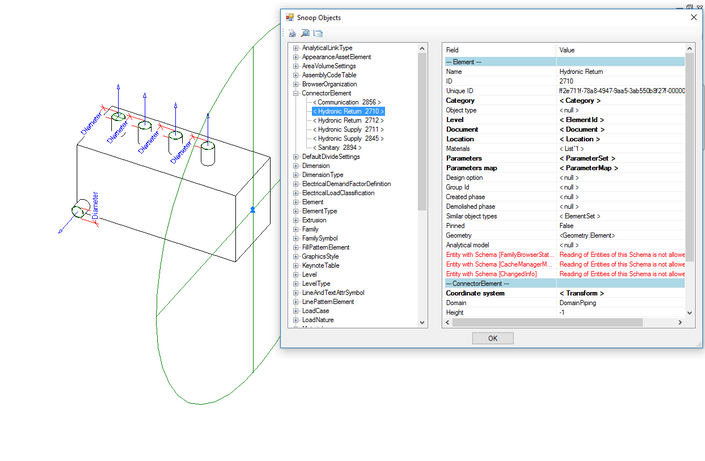 Snoop Objects
AnalyticalLinkType
AppearanceAssetElement
AreaVolumeSettings
AssemblyCodeTable
BrowserOrganization
ConnectorElement
< Communication 2856 >
< Hydronic Return 2710 >
< Hydronic Return 2712 >
< Hydronic Supply 2711 >
< Hydronic Supply 2845 >
< Sanitary 2894 >
DefaultDivideSettings
Dimension
DimensionType
ElectricalDemandFactorDefinition
ElectricalLoadClassification
Element
ElementType
Extrusion
Family
FamilySymbol
FillPatternElement
GraphicsStyle
KeynoteTable
Level
LevelType
LineAndTextAttrSymbol
LinePatternElement
LoadCase
LoadNature
Field Value
--- Element ---
Name Hydronic Return
ID 2710
Unique ID
Category < Category >
Object type < null >
Level < ElementId >
Document < Document >
Location < Location >
Materials < List`1 >
Parameters < ParameterSet >
Parameters map < ParameterMap >
Design option < null >
Group Id < null >
Created phase < null >
Demolished phase < null >
Similar object types < ElementSet >
Pinned False
Geometry <Geometry.Element>
Analytical model < null >
Entity with Schema [FamilyBrowserStat... Reading of Entities of this Schema is not allowe
Entity with Schema [CacheManagerM... Reading of Entities of this Schema is not allowe
Entity with Schema [ChangedInfo] Reading of Entities of this Schema is not allowe
--- ConnectorElement ---
Coordinate system < Transform >
Domain DomainPiping
Height -1
OK
Diameter
Diameter
Diameter
Diameter
Diameter